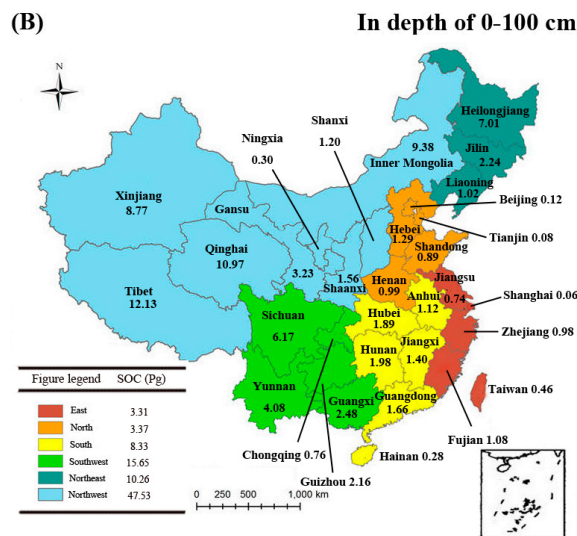 (B)
In depth of 0-100 cm
N
Heilongjiang
7.01
Shanxi
1.20
Ningxia
0.30
9.38
Inner Mongolia
Jilin
2.24
Liaoning
1.02
Beijing 0.12
Xinjiang
8.77
Gansu
Hebei
1.29
Tianjin 0.08
Shandong
0.89
Qinghai
10.97
3.23
1.56
Shaanxi
Henan
0.99
Jiangsu
0.74
Shanghai 0.06
Tibet
12.13
Anhui
1.12
Hubei
1.89
Zhejiang 0.98
Sichuan
6.17
Hunan
1.98
Jiangxi
1.40
Taiwan 0.46
Yunnan
4.08
Guangxi
2.48
Guangdong
1.66
Fujian 1.08
Chongqing 0.76
Hainan 0.28
Guizhou 2.16
Figure legend SOC (Pg)
East 3.31
North 3.37
South 8.33
Southwest 15.65
Northeast 10.26
Northwest 47.53
0 250 500 1,000 km